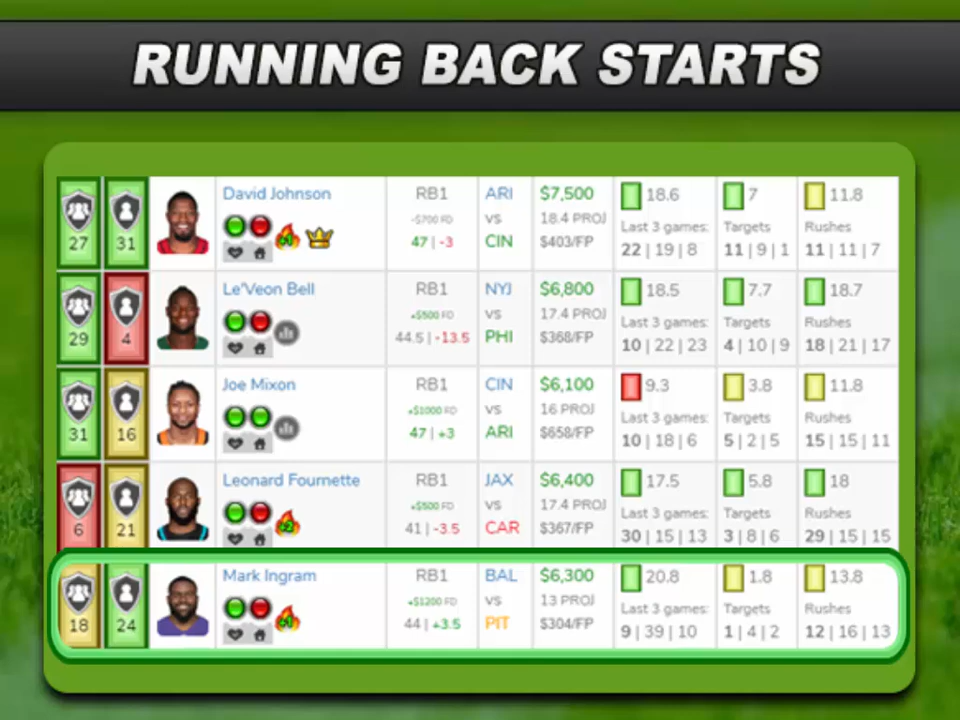 RUNNING BACK STARTS
27 31 David Johnson RB1 -$700 FD 47 | -3 ARI vs CIN $7,500 18.4 PROJ $403/FP 18.6 Last 3 games: 22 | 19 | 8 7 Targets 11 | 9 | 1 11.8 Rushes 11 | 11 | 7
29 4 Le'Veon Bell RB1 +$500 FD 44.5 | -13.5 NYJ vs PHI $6,800 17.4 PROJ $368/FP 18.5 Last 3 games: 10 | 22 | 23 7.7 Targets 4 | 10 | 9 18.7 Rushes 18 | 21 | 17
31 16 Joe Mixon RB1 +$1000 FD 47 | +3 CIN vs ARI $6,100 16 PROJ $658/FP 9.3 Last 3 games: 10 | 18 | 6 3.8 Targets 5 | 2 | 5 11.8 Rushes 15 | 15 | 11
6 21 Leonard Fournette RB1 +$500 FD 41 | -3.5 JAX vs CAR $6,400 17.4 PROJ $367/FP 17.5 Last 3 games: 30 | 15 | 13 5.8 Targets 3 | 8 | 6 18 Rushes 29 | 15 | 15
18 24 Mark Ingram RB1 +$1200 FD 44 | +3.5 BAL vs PIT $6,300 13 PROJ $304/FP 20.8 Last 3 games: 9 | 39 | 10 1.8 Targets 1 | 4 | 2 13.8 Rushes 12 | 16 | 13